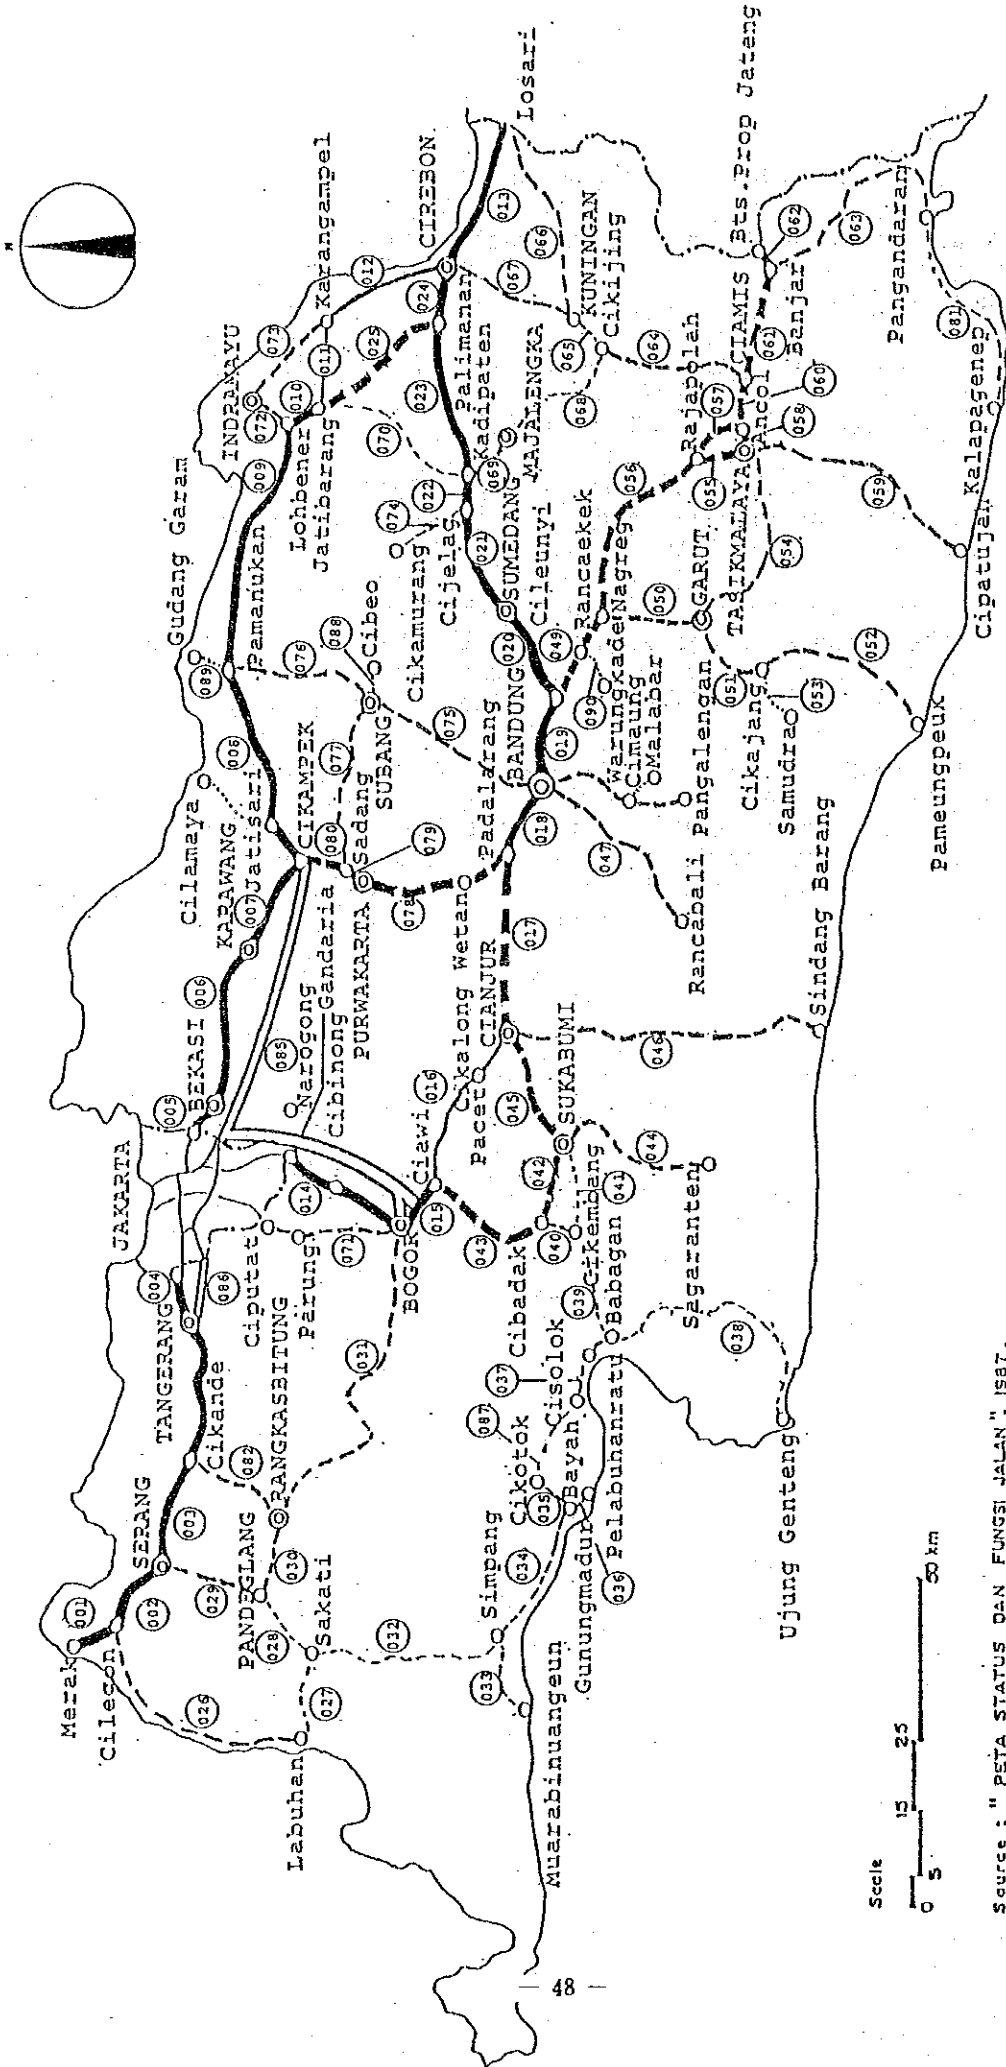 N
Merak
001
Cilegon
002
SERANG
003
TANGERANG
Cikande
004
086
JAKARTA
005
BEKASI
006
KARAWANG
007
Jatisari
Cilamaya
008
CIKAMPEK
Gudang Garam
089
Pamanukan
009
INDRAMAYU
Lohbener
Jatibarang
072
010
073
011
Karangampel
012
CIREBON
013
Losari
024
025
Palimanan
023
Kadipaten
070
022
069
MAJALENGKA
074
Cikamurang
Cijelag
021
SUMEDANG
020
Cileunyi
076
088
Cibeo
SUBANG
077
075
080
Sadang
079
PURWAKARTA
078
Padalarang
BANDUNG
018
019
049
Rancaekek
Nagreg
090
Warungkaden
Cimaung
Malabar
Pangalengan
047
Rancabali
050
GARUT
051
Cikajang
052
053
Samudra
Pameungpeuk
054
056
055
Rajapolah
057
TASIKMALAYA
CIAMIS
Ancol
058
060
059
Cipatujah
Kalapagenep
061
Banjar
062
Bts.Prop Jateng
063
Pangandaran
081
064
065
068
Cikijing
KUNINGAN
066
067
085
Narogong
Gandaria
Cibinong
014
Ciputat
Parung
071
BOGOR
015
Ciawi
016
Pacet
Cikalong Wetan
CIANJUR
017
045
046
Sindang Barang
SUKABUMI
042
043
Cibadak
040
041
Cikembang
044
Sagaranten
039
Babagan
038
Ujung Genteng
037
Cisolok
Pelabuhanratu
087
Cikotok
Bayah
035
036
Gunungmadur
034
Simpang
033
Muarabinuangeun
032
031
RANGKASBITUNG
082
030
PANDEGLANG
029
028
Sakati
027
Labuhan
026
Scele
0 5 15 25 50 km
Source : " PETA STATUS DAN FUNGSI JALAN", 1987.
— 48 —